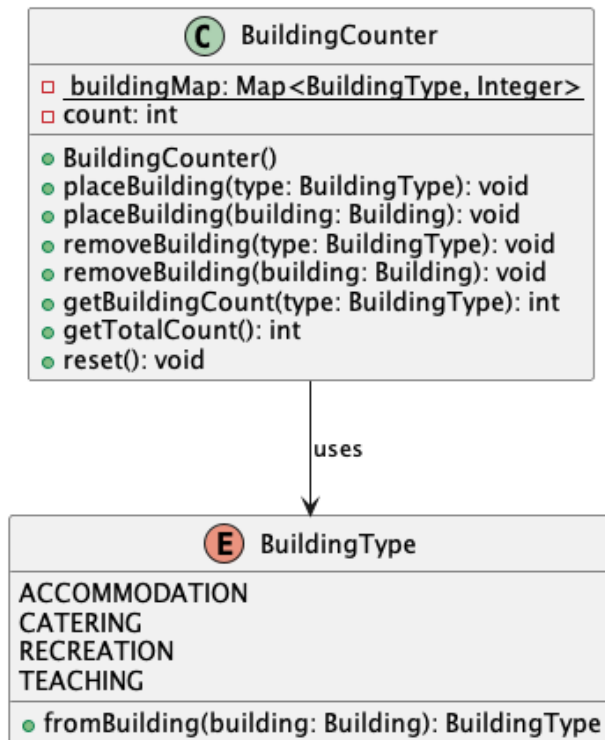 C BuildingCounter
buildingMap: Map<BuildingType, Integer>
count: int
BuildingCounter()
placeBuilding(type: BuildingType): void
placeBuilding(building: Building): void
removeBuilding(type: BuildingType): void
removeBuilding(building: Building): void
getBuildingCount(type: BuildingType): int
getTotalCount(): int
reset(): void
uses
E BuildingType
ACCOMMODATION
CATERING
RECREATION
TEACHING
fromBuilding(building: Building): BuildingType